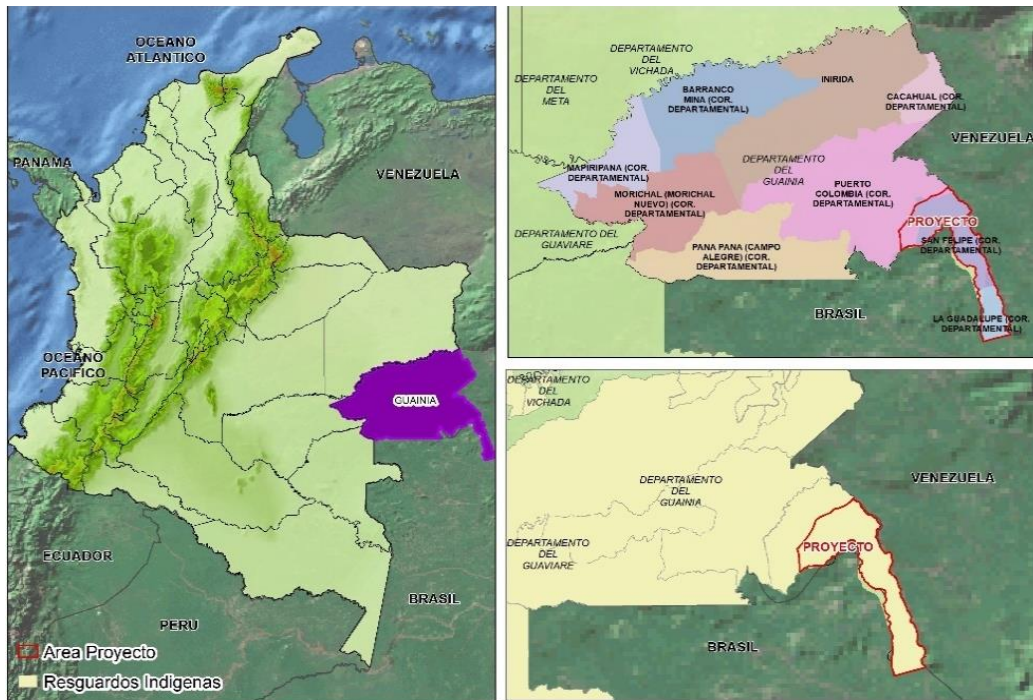 OCEANO
ATLANTICO
PANAMA
VENEZUELA
OCEANO
PACIFICO
GUAINIA
ECUADOR
PERU
BRASIL
Area Proyecto
Resguardos Indigenas
DEPARTAMENTO
DEL
VICHADA
DEPARTAMENTO
DEL
META
INIRIDA
BARRANCO
MINA (COR.
DEPARTAMENTAL)
CACAHUAL (COR.
DEPARTAMENTAL)
VENEZUELA
MAPIRIPANA (COR.
DEPARTAMENTAL)
DEPARTAMENTO
DEL
GUAINIA
PUERTO
COLOMBIA (COR.
DEPARTAMENTAL)
MORICHAL (MORICHAL
NUEVO) (COR.
DEPARTAMENTAL)
PROYECTO
DEPARTAMENTO DEL
GUAVIARE
SAN FELIPE (COR.
DEPARTAMENTAL)
PANA PANA (CAMPO
ALEGRE) (COR.
DEPARTAMENTAL)
BRASIL
LA GUADALUPE (COR.
DEPARTAMENTAL)
DEPARTAMENTO
DEL
VICHADA
VENEZUELA
DEPARTAMENTO
DEL
GUAINIA
DEPARTAMENTO
DEL
GUAVIARE
PROYECTO
BRASIL